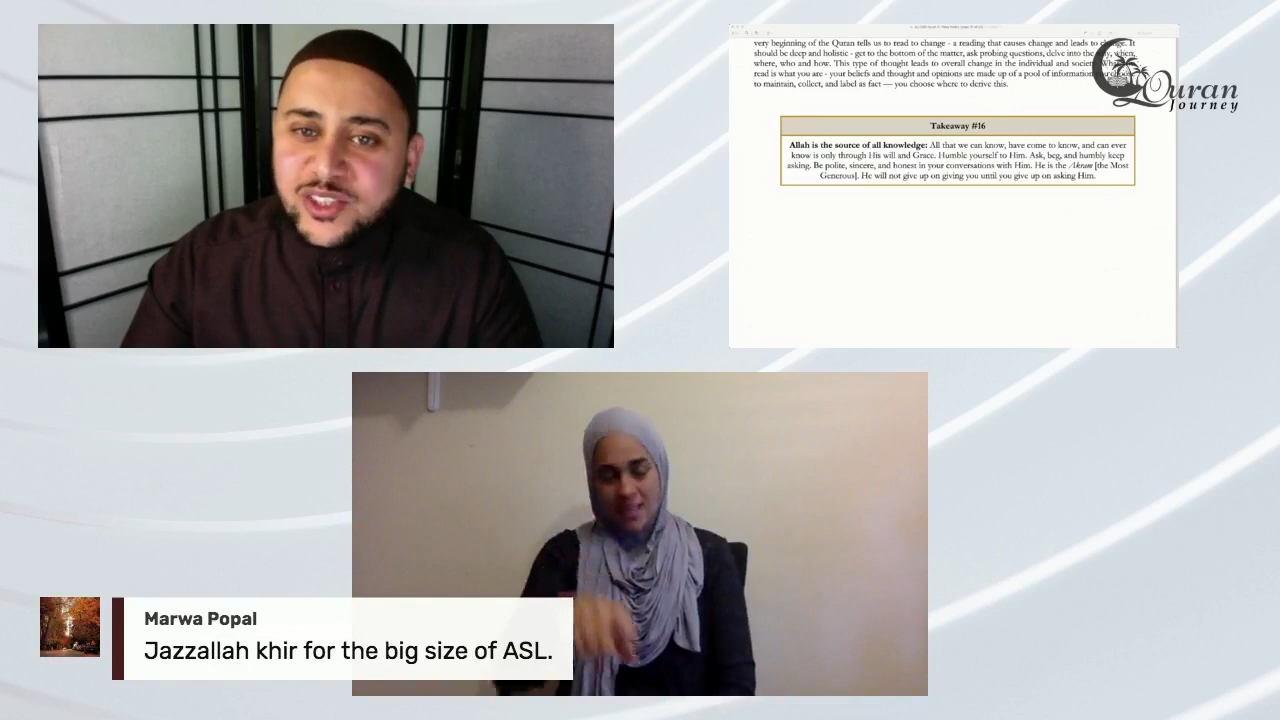 very beginning of the Quran tells us to read to change - a reading that causes change and leads to change. It
should be deep and holistic - get to the bottom of the matter, ask probing questions, delve into the why, when,
where, who and how. This type of thought leads to overall change in the individual and society.
read is what you are - your beliefs and thought and opinions are made up of a pool of information
to maintain, collect, and label as fact — you choose where to derive this.
Quran
Journey
Takeaway #16
Allah is the source of all knowledge: All that we can know, have come to know, and can ever
know is only through His will and Grace. Humble yourself to Him. Ask, beg, and humbly keep
asking. Be polite, sincere, and honest in your conversations with Him. He is the Akram [the Most
Generous]. He will not give up on giving you until you give up on asking Him.
Marwa Popal
Jazzallah khir for the big size of ASL.